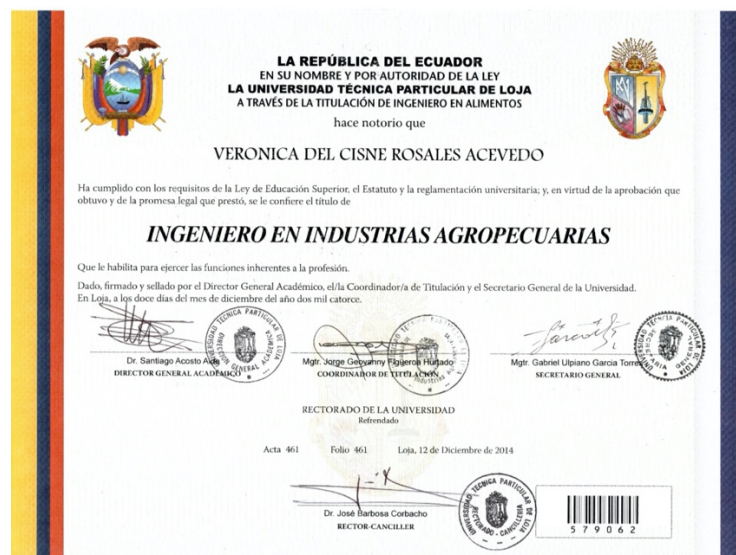 LA REPÚBLICA DEL ECUADOR
EN SU NOMBRE Y POR AUTORIDAD DE LA LEY
LA UNIVERSIDAD TÉCNICA PARTICULAR DE LOJA
A TRAVÉS DE LA TITULACIÓN DE INGENIERO EN ALIMENTOS
hace notorio que
VERONICA DEL CISNE ROSALES ACEVEDO
Ha cumplido con los requisitos de la Ley de Educación Superior, el Estatuto y la reglamentación universitaria; y, en virtud de la aprobación que
obtuvo y de la promesa legal que prestó, se le confiere el título de
INGENIERO EN INDUSTRIAS AGROPECUARIAS
Que le habilita para ejercer las funciones inherentes a la profesión.
Dado, firmado y sellado por el Director General Académico, el/la Coordinador/a de Titulación y el Secretario General de la Universidad.
En Loja, a los doce días del mes de diciembre del año dos mil catorce.
Dr. Santiago Acosto Aide
DIRECTOR GENERAL ACADÉMICO
Mgtr. Jorge Geovanny Figueroa Hurtado
COORDINADOR DE TITULACIÓN
Mgtr. Gabriel Ulpiano Garcia Torres
SECRETARIO GENERAL
RECTORADO DE LA UNIVERSIDAD
Refrendado
Acta 461 Folio 461 Loja, 12 de Diciembre de 2014
Dr. José Barbosa Corbacho
RECTOR-CANCILLER
579062